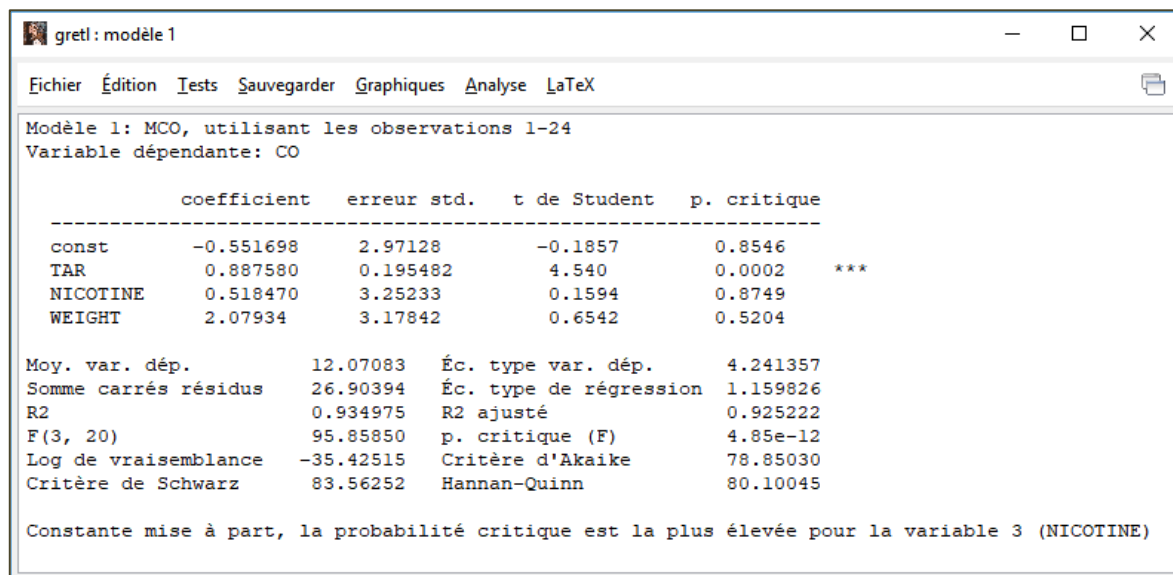 gretl : modèle 1
Fichier Édition Tests Sauvegarder Graphiques Analyse LaTeX
Modèle 1: MCO, utilisant les observations 1-24
Variable dépendante: CO
coefficient erreur std. t de Student p. critique
const -0.551698 2.97128 -0.1857 0.8546
TAR 0.887580 0.195482 4.540 0.0002 ***
NICOTINE 0.518470 3.25233 0.1594 0.8749
WEIGHT 2.07934 3.17842 0.6542 0.5204
Moy. var. dép. 12.07083 Éc. type var. dép. 4.241357
Somme carrés résidus 26.90394 Éc. type de régression 1.159826
R2 0.934975 R2 ajusté 0.925222
F(3, 20) 95.85850 p. critique (F) 4.85e-12
Log de vraisemblance -35.42515 Critère d'Akaike 78.85030
Critère de Schwarz 83.56252 Hannan-Quinn 80.10045
Constante mise à part, la probabilité critique est la plus élevée pour la variable 3 (NICOTINE)